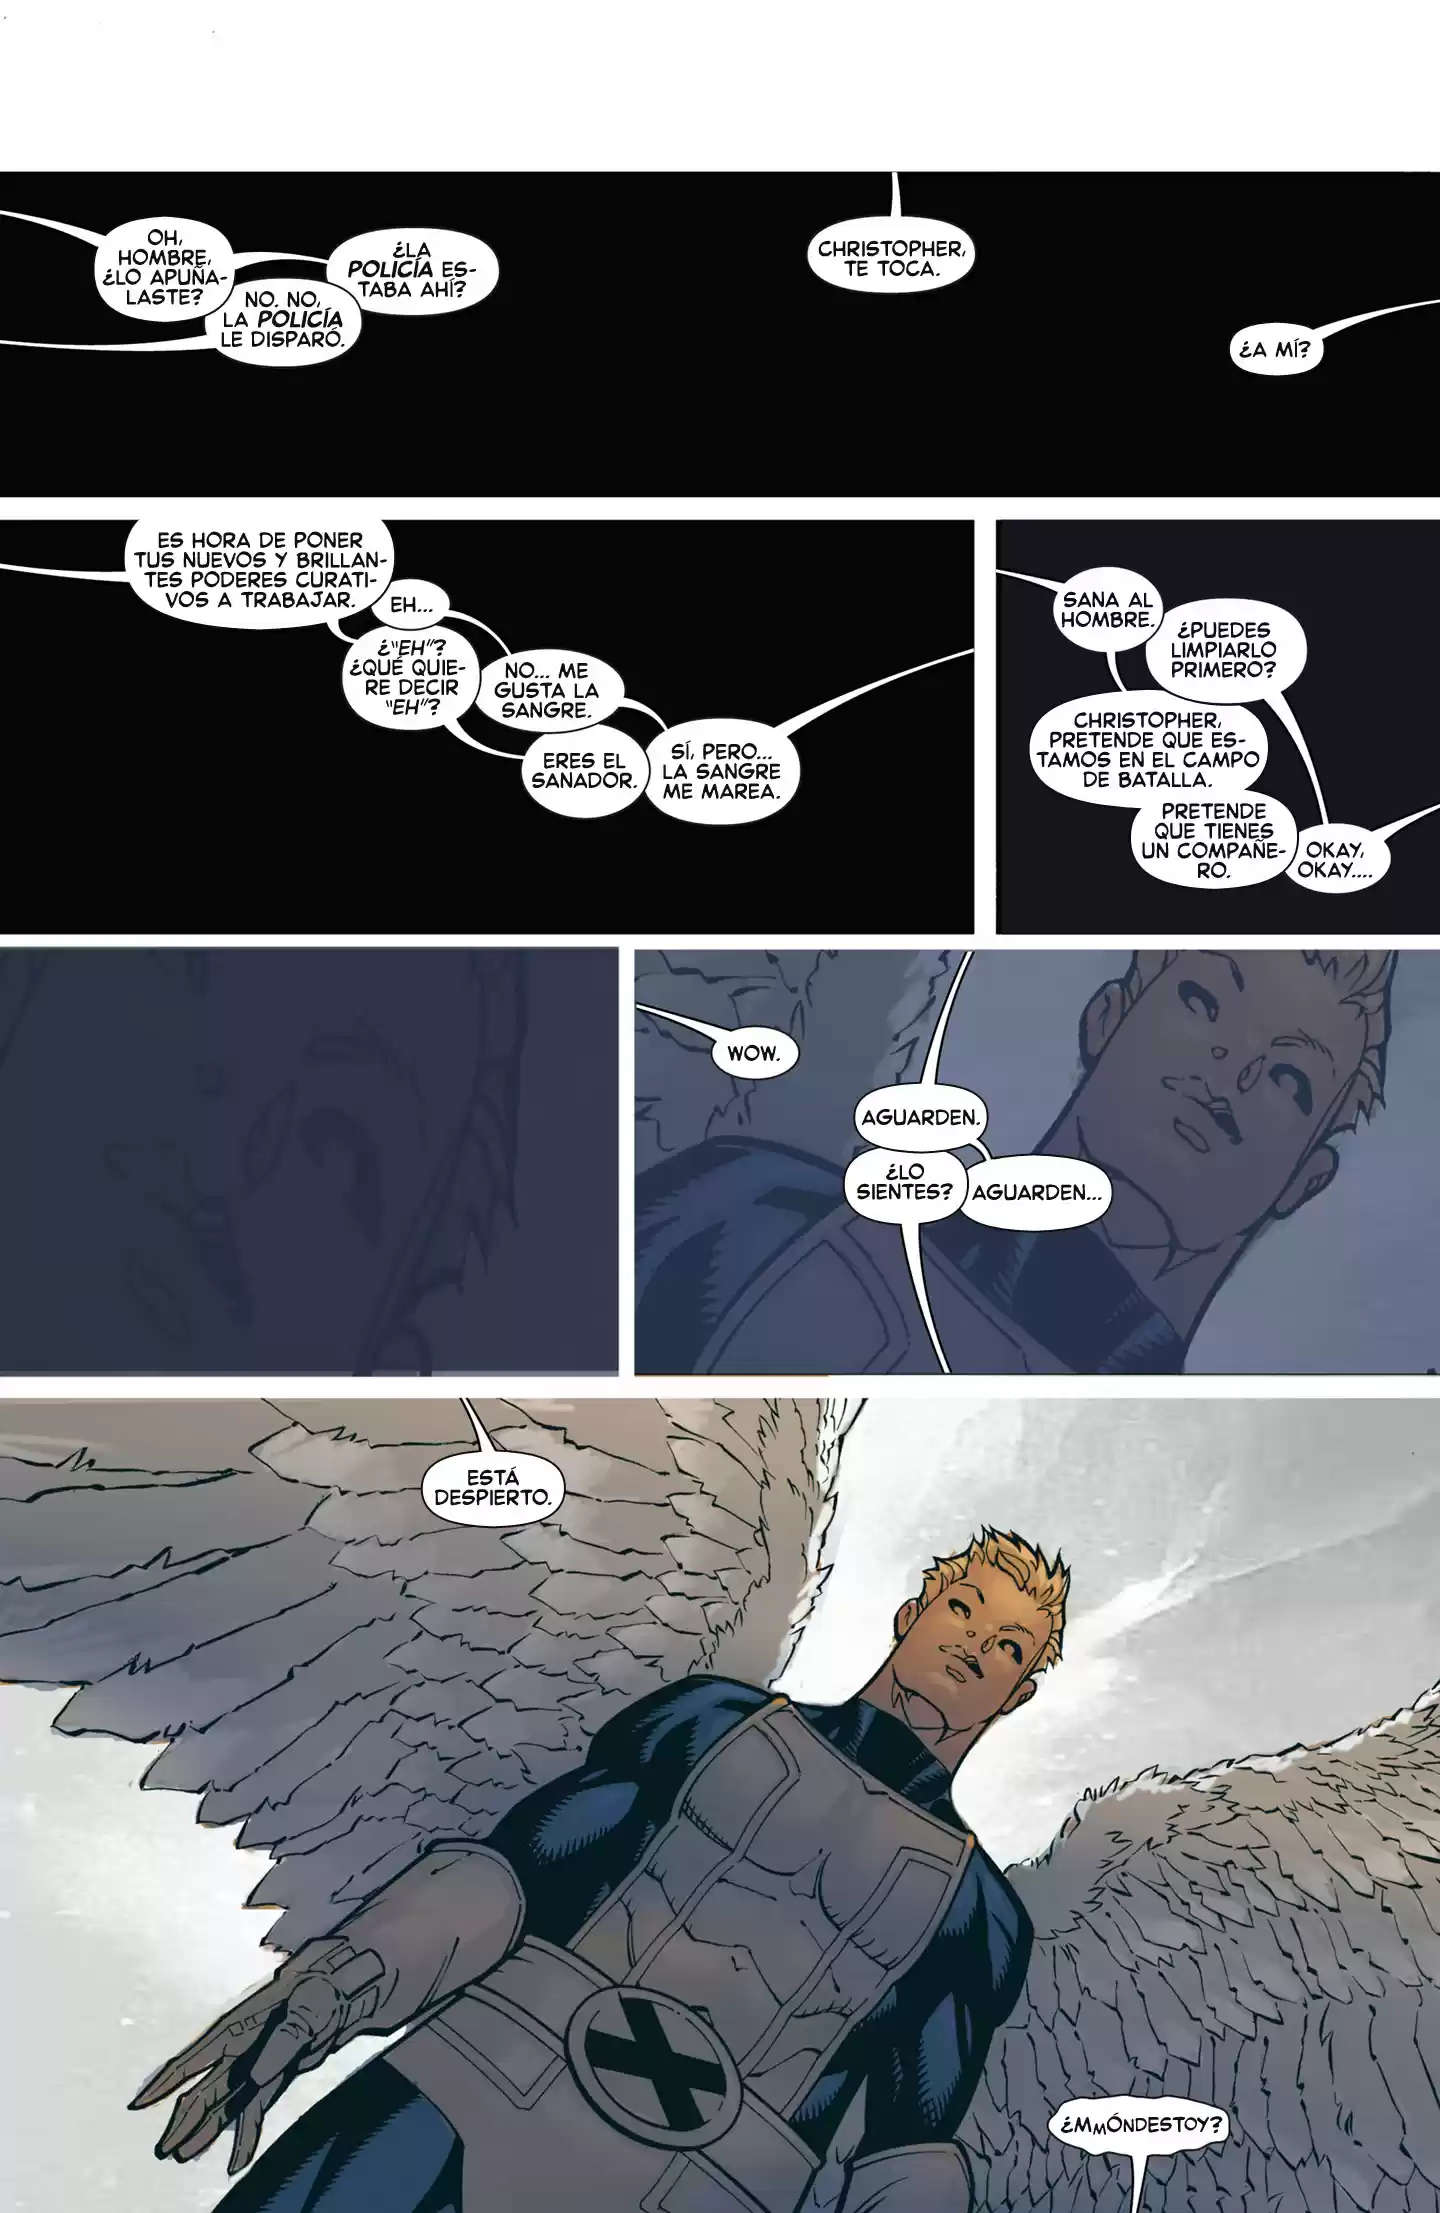 OH,
HOMBRE,
¿LO APUÑA-
LASTE?
NO. NO,
LA POLICÍA
LE DISPARÓ.
¿LA
POLICÍA ES-
TABA AHÍ?
CHRISTOPHER,
TE TOCA.
¿A MÍ?
ES HORA DE PONER
TUS NUEVOS Y BRILLAN-
TES PODERES CURATI-
VOS A TRABAJAR.
EH...
¿"EH"?
¿QUÉ QUIE-
RE DECIR
"EH"?
NO... ME
GUSTA LA
SANGRE.
ERES EL
SANADOR.
SÍ, PERO...
LA SANGRE
ME MAREA.
SANA AL
HOMBRE.
¿PUEDES
LIMPIARLO
PRIMERO?
CHRISTOPHER,
PRETENDE QUE ES-
TAMOS EN EL CAMPO
DE BATALLA.
PRETENDE
QUE TIENES
UN COMPAÑE-
RO.
OKAY,
OKAY....
WOW.
AGUARDEN.
¿LO
SIENTES?
AGUARDEN...
ESTÁ
DESPIERTO.
¿MMÓNDESTOY?